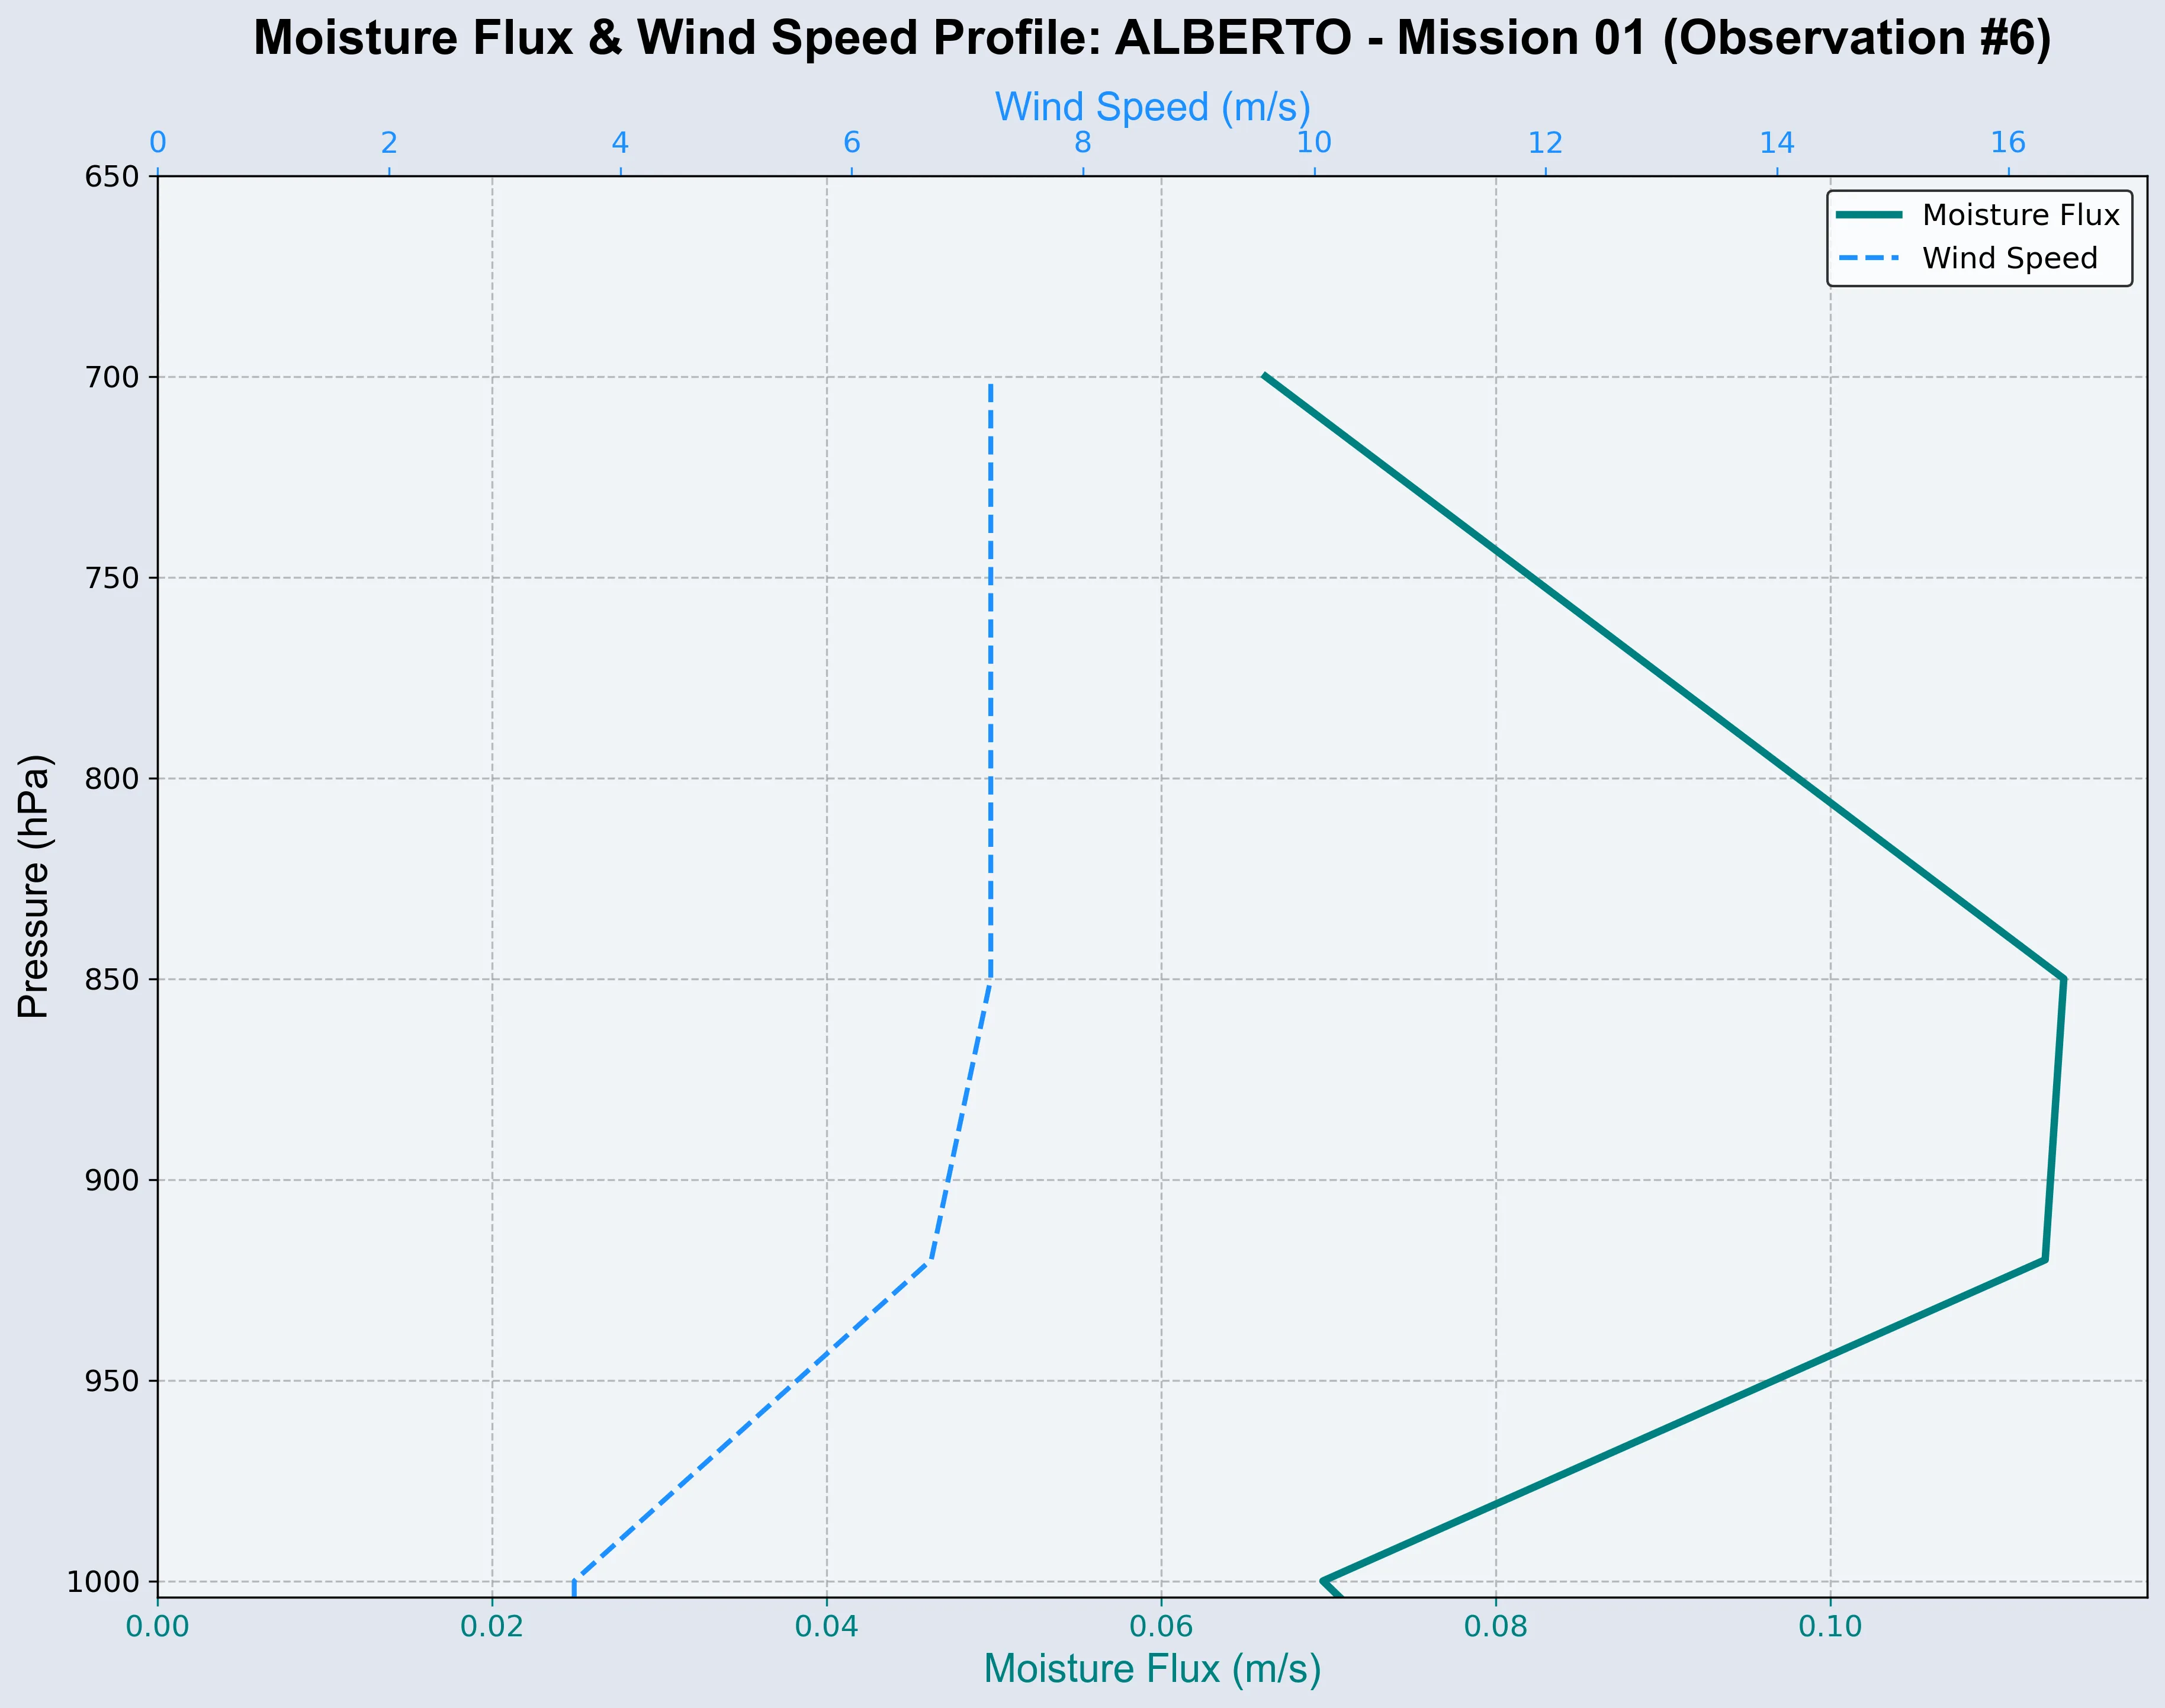 Moisture Flux & Wind Speed Profile: ALBERTO - Mission 01 (Observation #6)
Wind Speed (m/s)
0 2 4 6 8 10 12 14 16
Moisture Flux
Wind Speed
Pressure (hPa)
650
700
750
800
850
900
950
1000
0.00 0.02 0.04 0.06 0.08 0.10
Moisture Flux (m/s)